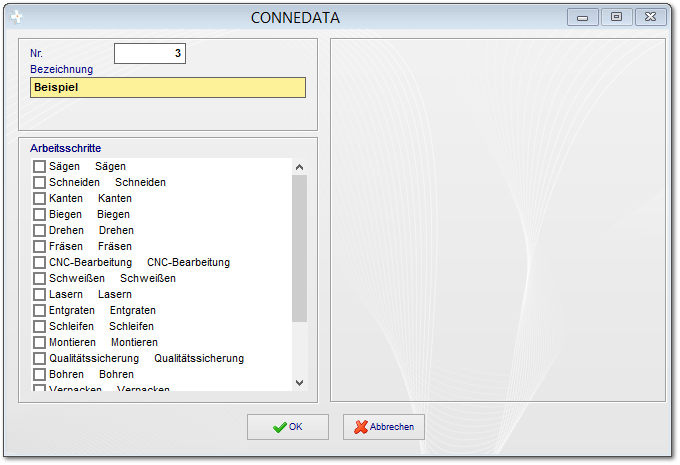 CONNEDATA
Nr. 3
Bezeichnung
Beispiel
Arbeitsschritte
Sägen Sägen
Schneiden Schneiden
Kanten Kanten
Biegen Biegen
Drehen Drehen
Fräsen Fräsen
CNC-Bearbeitung CNC-Bearbeitung
Schweißen Schweißen
Lasern Lasern
Entgraten Entgraten
Schleifen Schleifen
Montieren Montieren
Qualitätssicherung Qualitätssicherung
Bohren Bohren
Verpacken Verpacken
OK Abbrechen